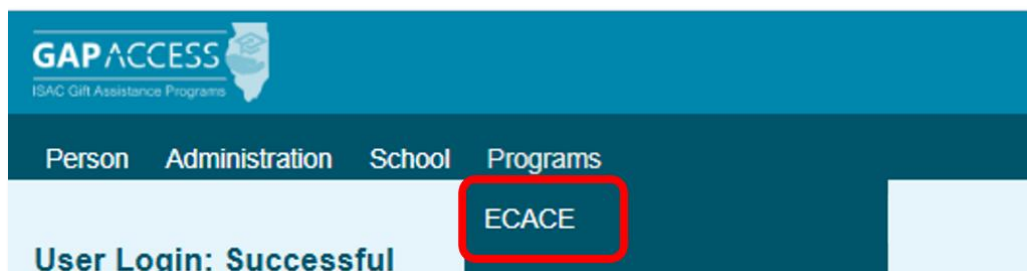 GAPACCESS
ISAC Gift Assistance Programs
Person Administration School Programs
ECACE
User Login: Successful